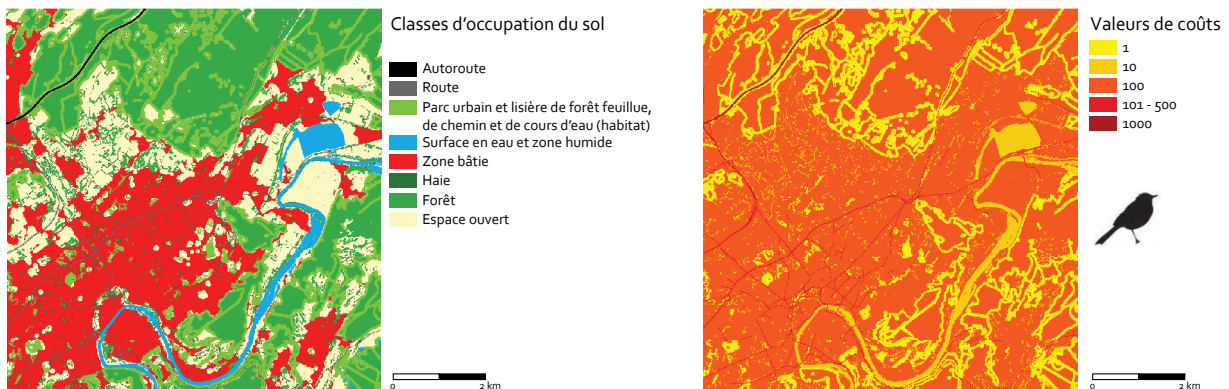 Classes d'occupation du sol
Autoroute
Route
Parc urbain et lisière de forêt feuillue,
de chemin et de cours d'eau (habitat)
Surface en eau et zone humide
Zone bâtie
Haie
Forêt
Espace ouvert
0 2 km
Valeurs de coûts
1
10
100
101 - 500
1000
0 2 km